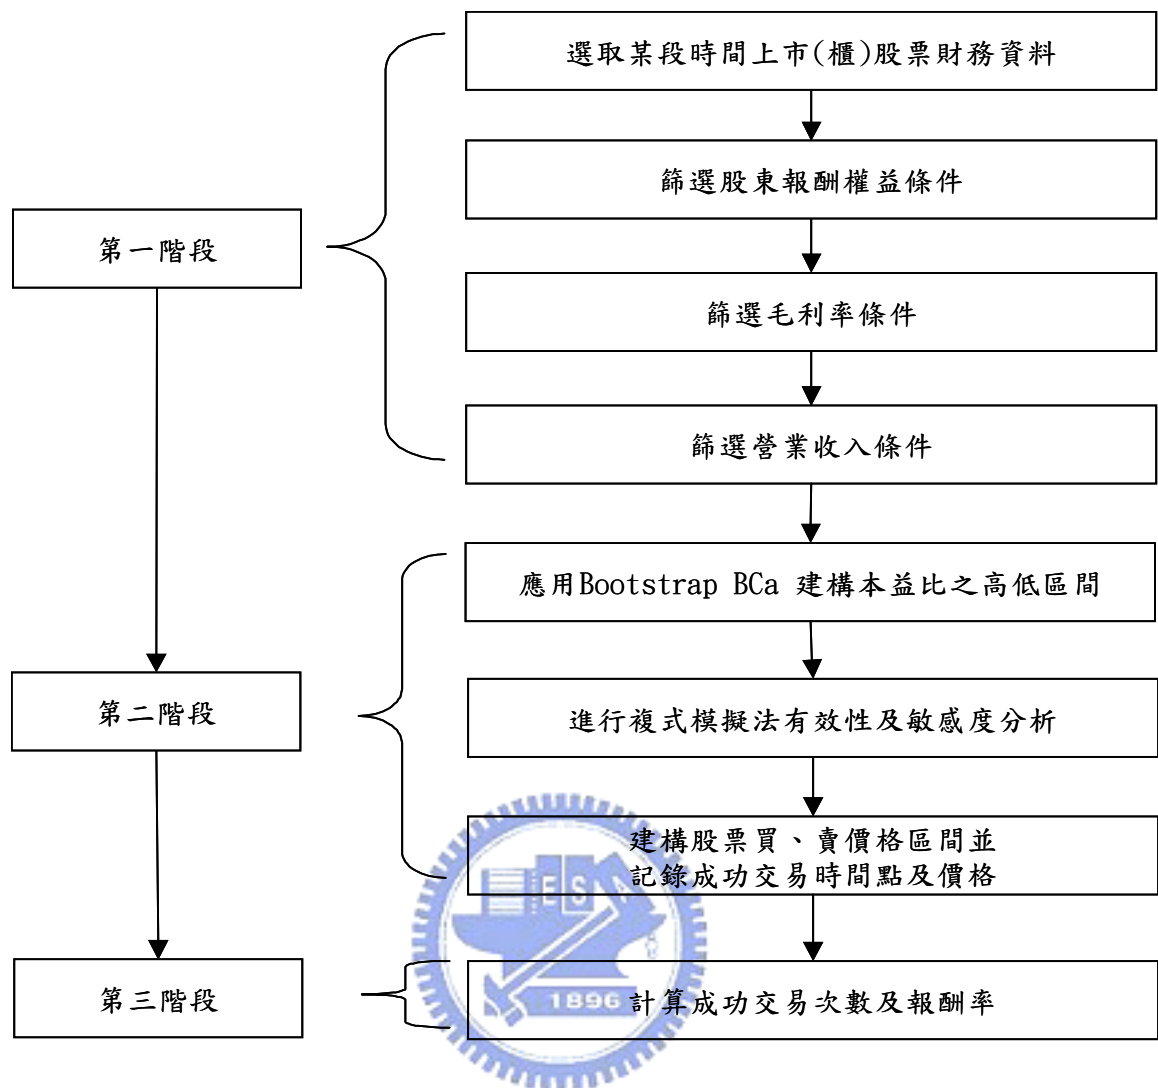 選取某段時間上市(櫃)股票財務資料
篩選股東報酬權益條件
第一階段
篩選毛利率條件
篩選營業收入條件
應用Bootstrap BCa 建構本益比之高低區間
第二階段
進行複式模擬法有效性及敏感度分析
建構股票買、賣價格區間並
記錄成功交易時間點及價格
ES
第三階段
計算成功交易次數及報酬率
1896